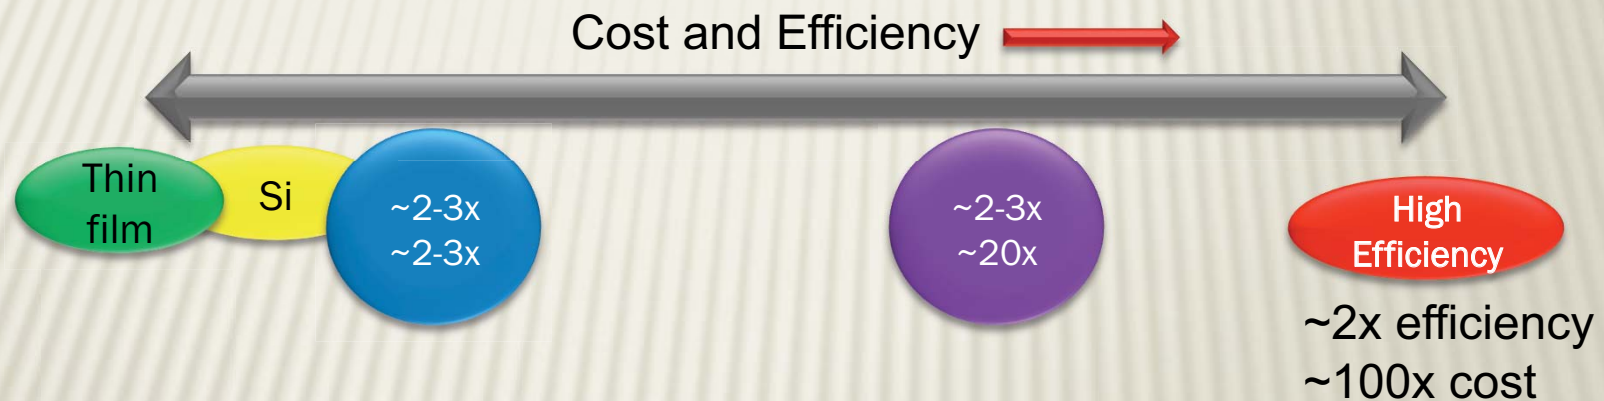 Cost and Efficiency
Thin
film
Si
~2-3x
~2-3x
~2-3x
~20x
High
Efficiency
~2x efficiency
~100x cost